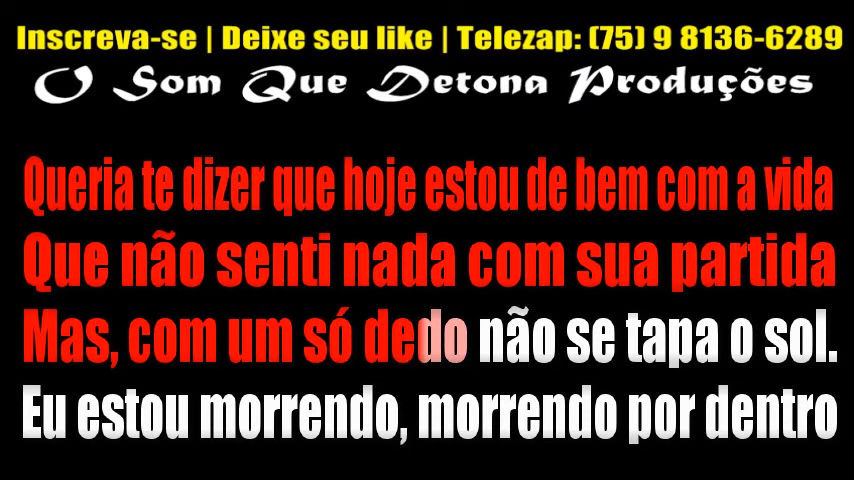 Inscreva-se | Deixe seu like | Telezap: (75) 9 8136-6289
O Som Que Detona Produções
Queria te dizer que hoje estou de bem com a vida
Que não senti nada com sua partida
Mas, com um só dedo não se tapa o sol.
Eu estou morrendo, morrendo por dentro